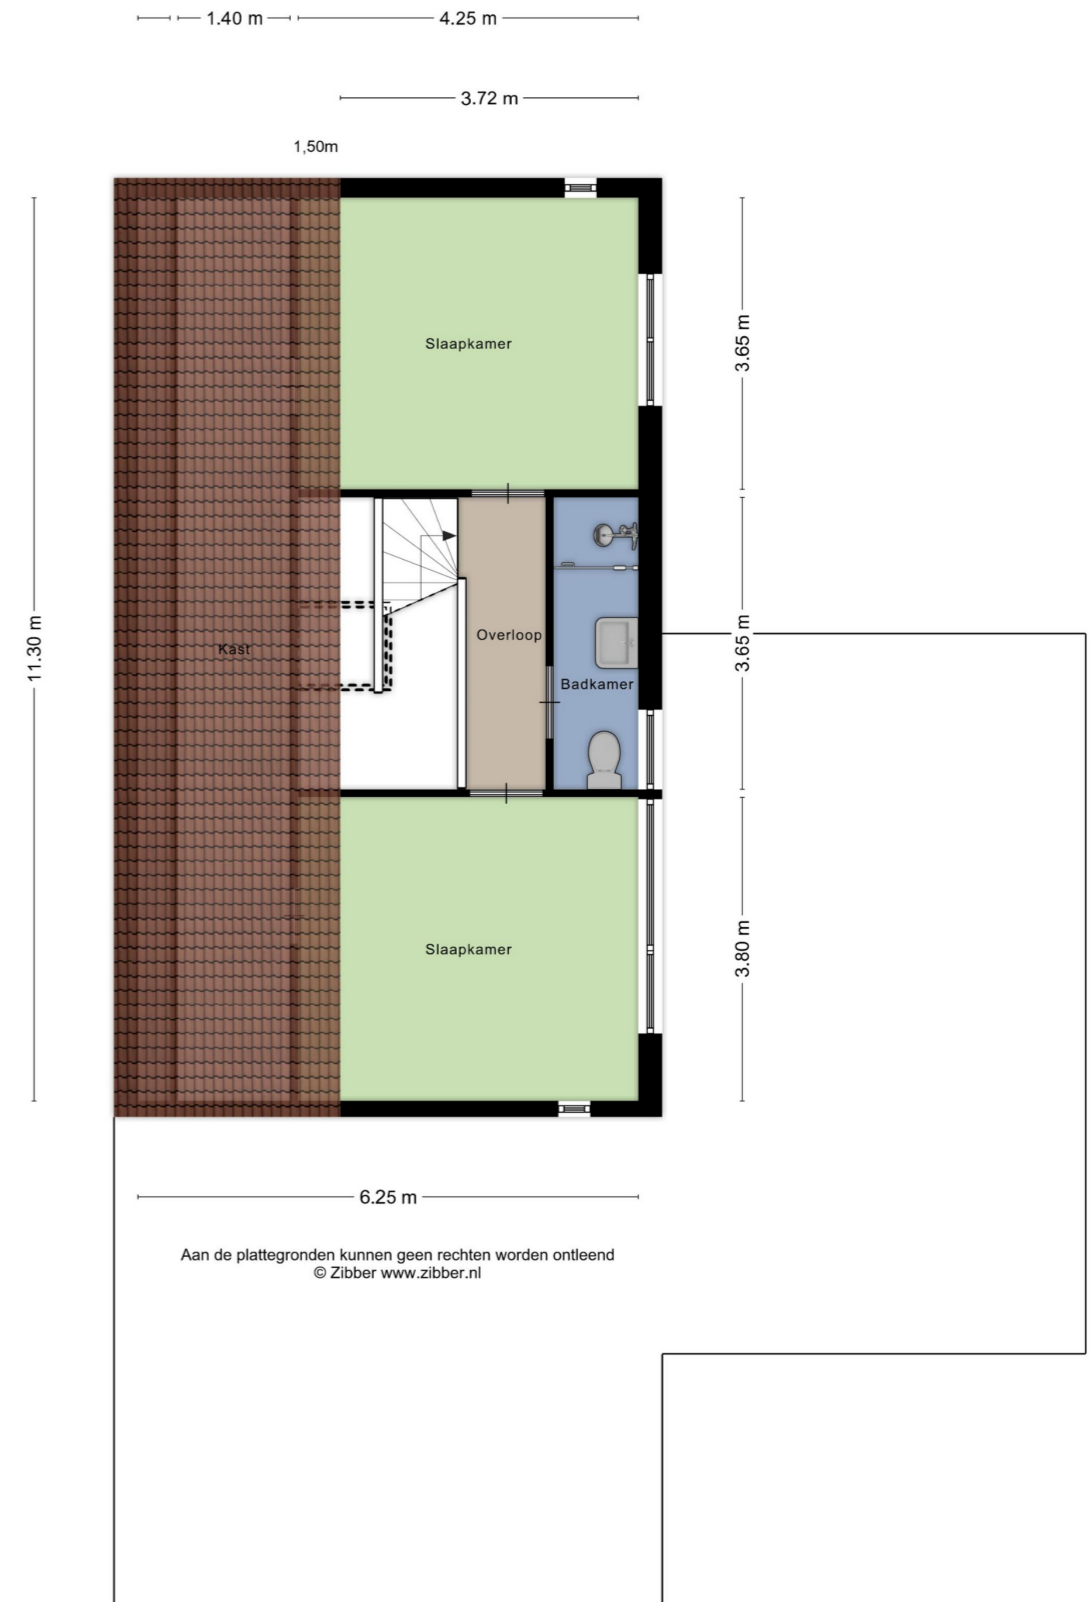 1.40 m
4.25 m
3.72 m
1,50m
Slaapkamer
3.65 m
11.30 m
Kast
Overloop
3.65 m
Badkamer
Slaapkamer
3.80 m
6.25 m
Aan de plattegronden kunnen geen rechten worden ontleend
© Zibber www.zibber.nl